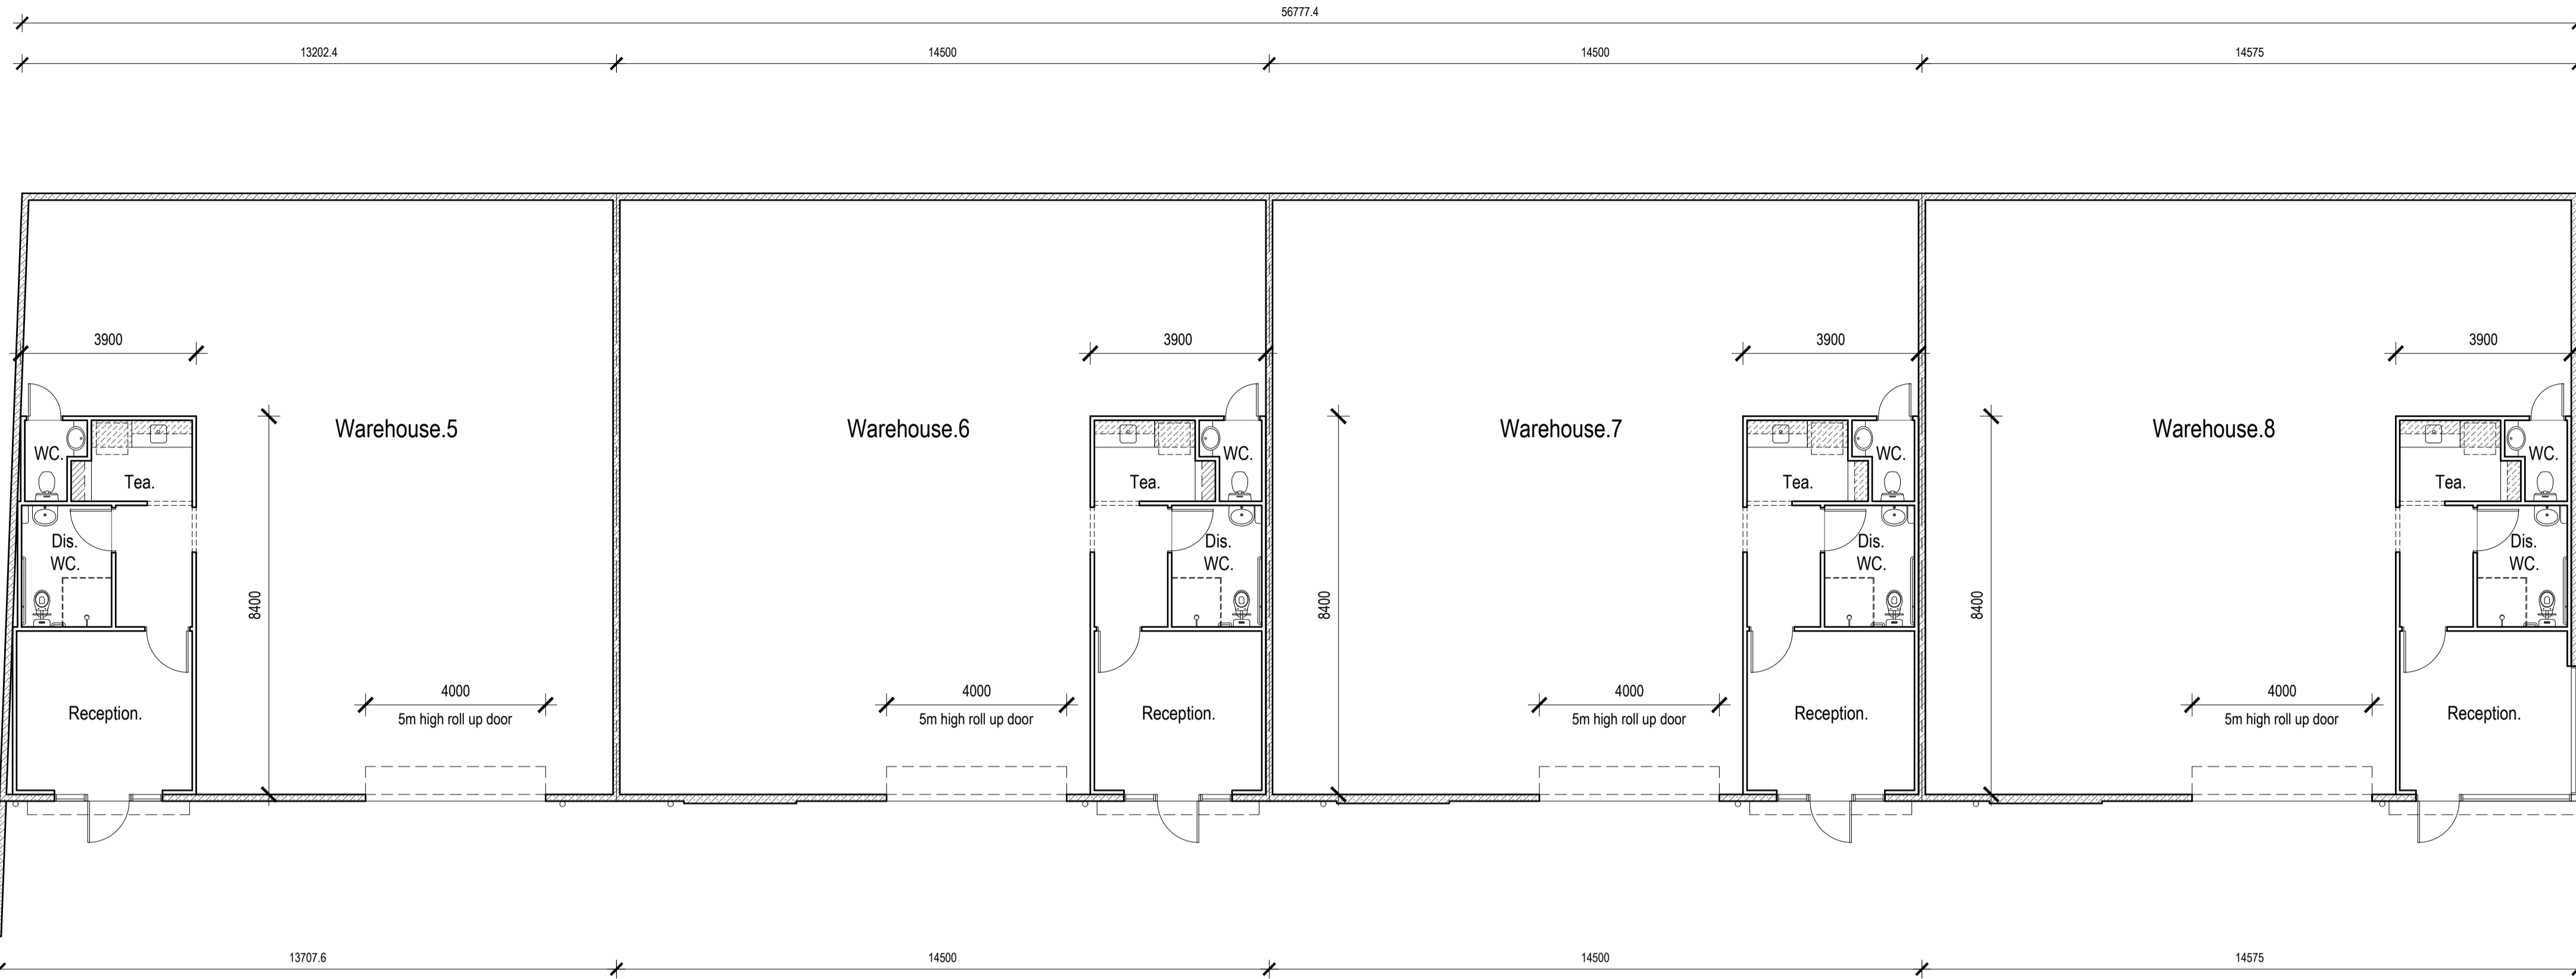 56777.4
13202.4 14500 14500 14575
3900 3900 3900 3900
Warehouse.5 Warehouse.6 Warehouse.7 Warehouse.8
WC. WC. WC. WC.
Tea. Tea. Tea. Tea.
Dis. Dis. Dis. Dis.
WC. WC. WC. WC.
8400 8400 8400
4000 4000 4000 4000
Reception. 5m high roll up door 5m high roll up door Reception. 5m high roll up door Reception. 5m high roll up door Reception.
13707.6 14500 14500 14575